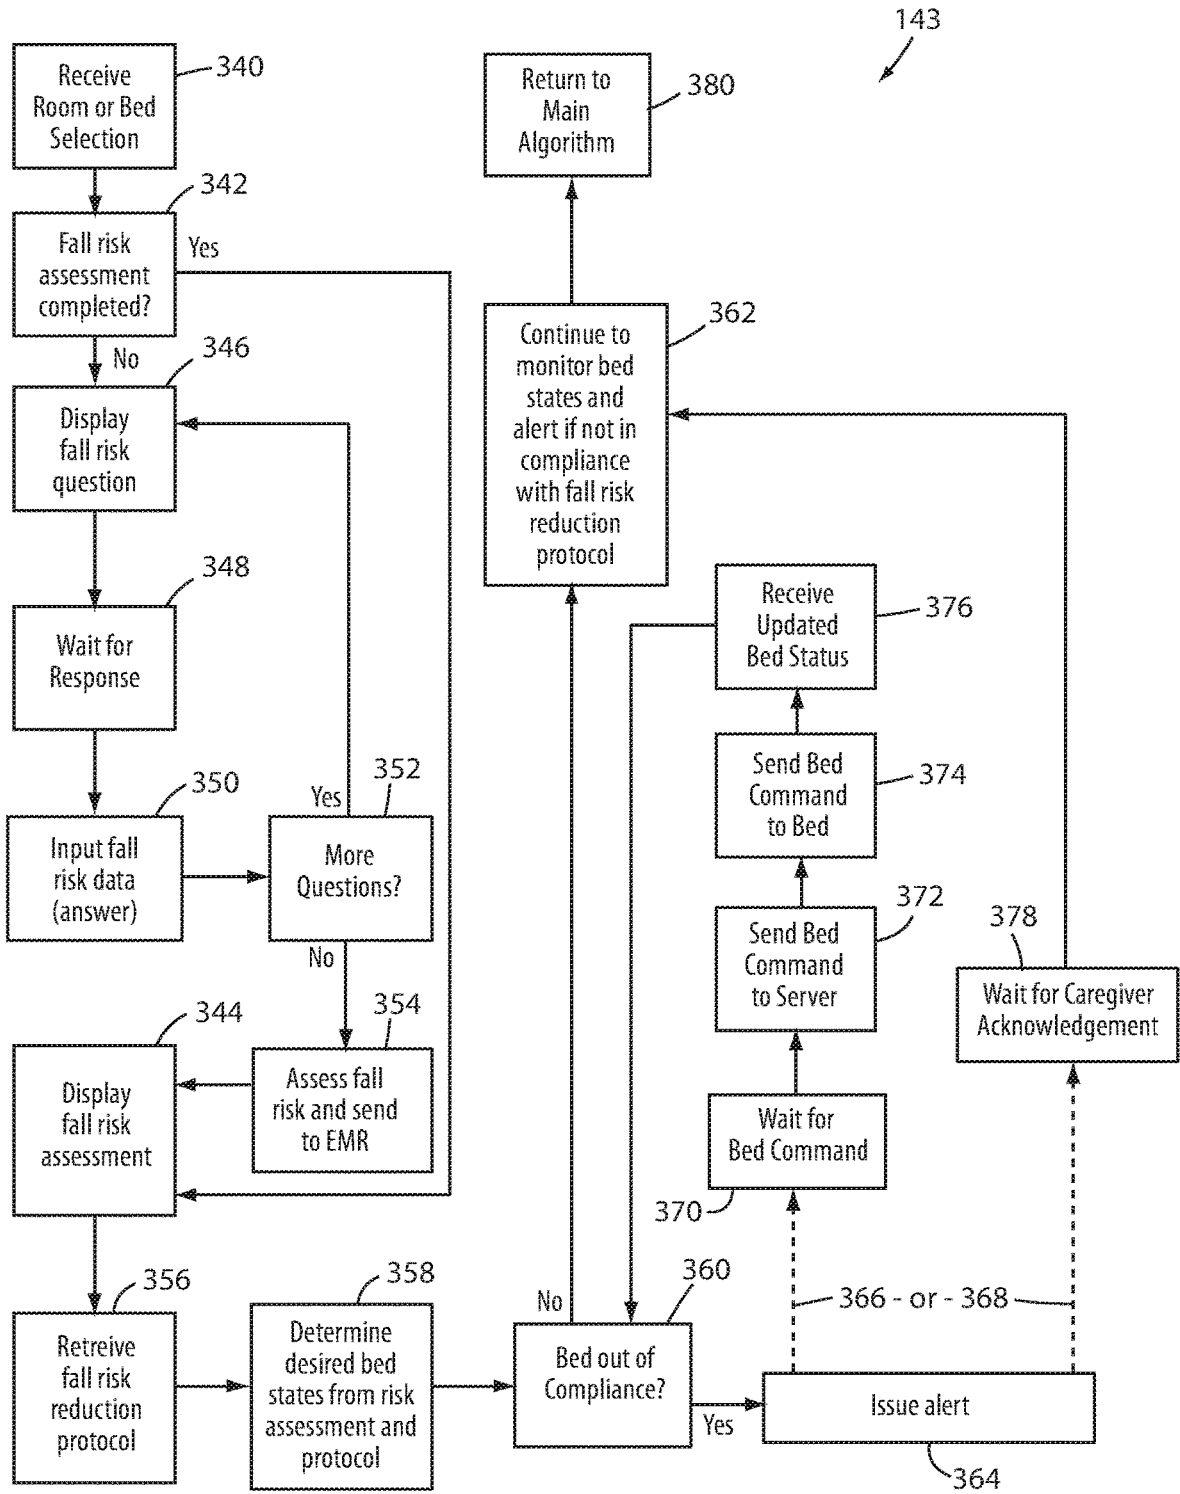 143
Receive
Room or Bed
Selection
340
Return to
Main
Algorithm
380
342
Fall risk
assessment
completed?
Yes
No
346
Display
fall risk
question
348
Wait for
Response
350
Input fall
risk data
(answer)
352
More
Questions?
Yes
No
354
Assess fall
risk and send
to EMR
344
Display
fall risk
assessment
356
Retreive
fall risk
reduction
protocol
358
Determine
desired bed
states from risk
assessment and
protocol
360
Bed out of
Compliance?
No
Yes
362
Continue to
monitor bed
states and
alert if not in
compliance
with fall risk
reduction
protocol
Issue alert
364
366 - or - 368
Wait for
Bed Command
370
Send Bed
Command
to Server
372
Send Bed
Command
to Bed
374
Receive
Updated
Bed Status
376
378
Wait for Caregiver
Acknowledgement